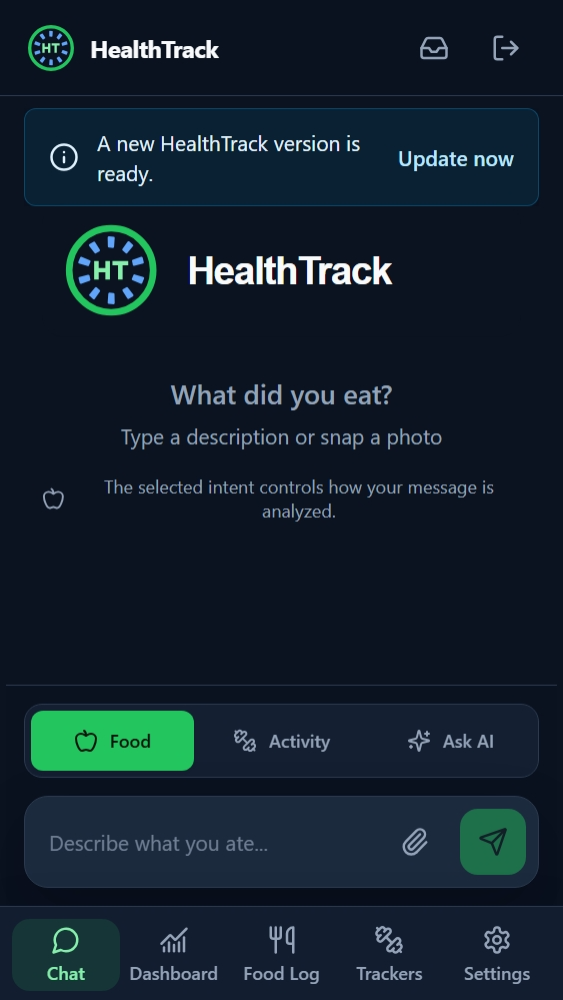 HT
HealthTrack
A new HealthTrack version is
ready.
Update now
HT
HealthTrack
What did you eat?
Type a description or snap a photo
The selected intent controls how your message is
analyzed.
Food
Activity
Ask AI
Describe what you ate...
Chat
Dashboard
Food Log
Trackers
Settings